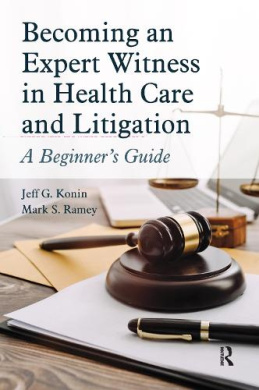 Becoming an
Expert Witness
in Health Care
and Litigation
A Beginner's Guide
Jeff G. Konin
Mark S. Ramey